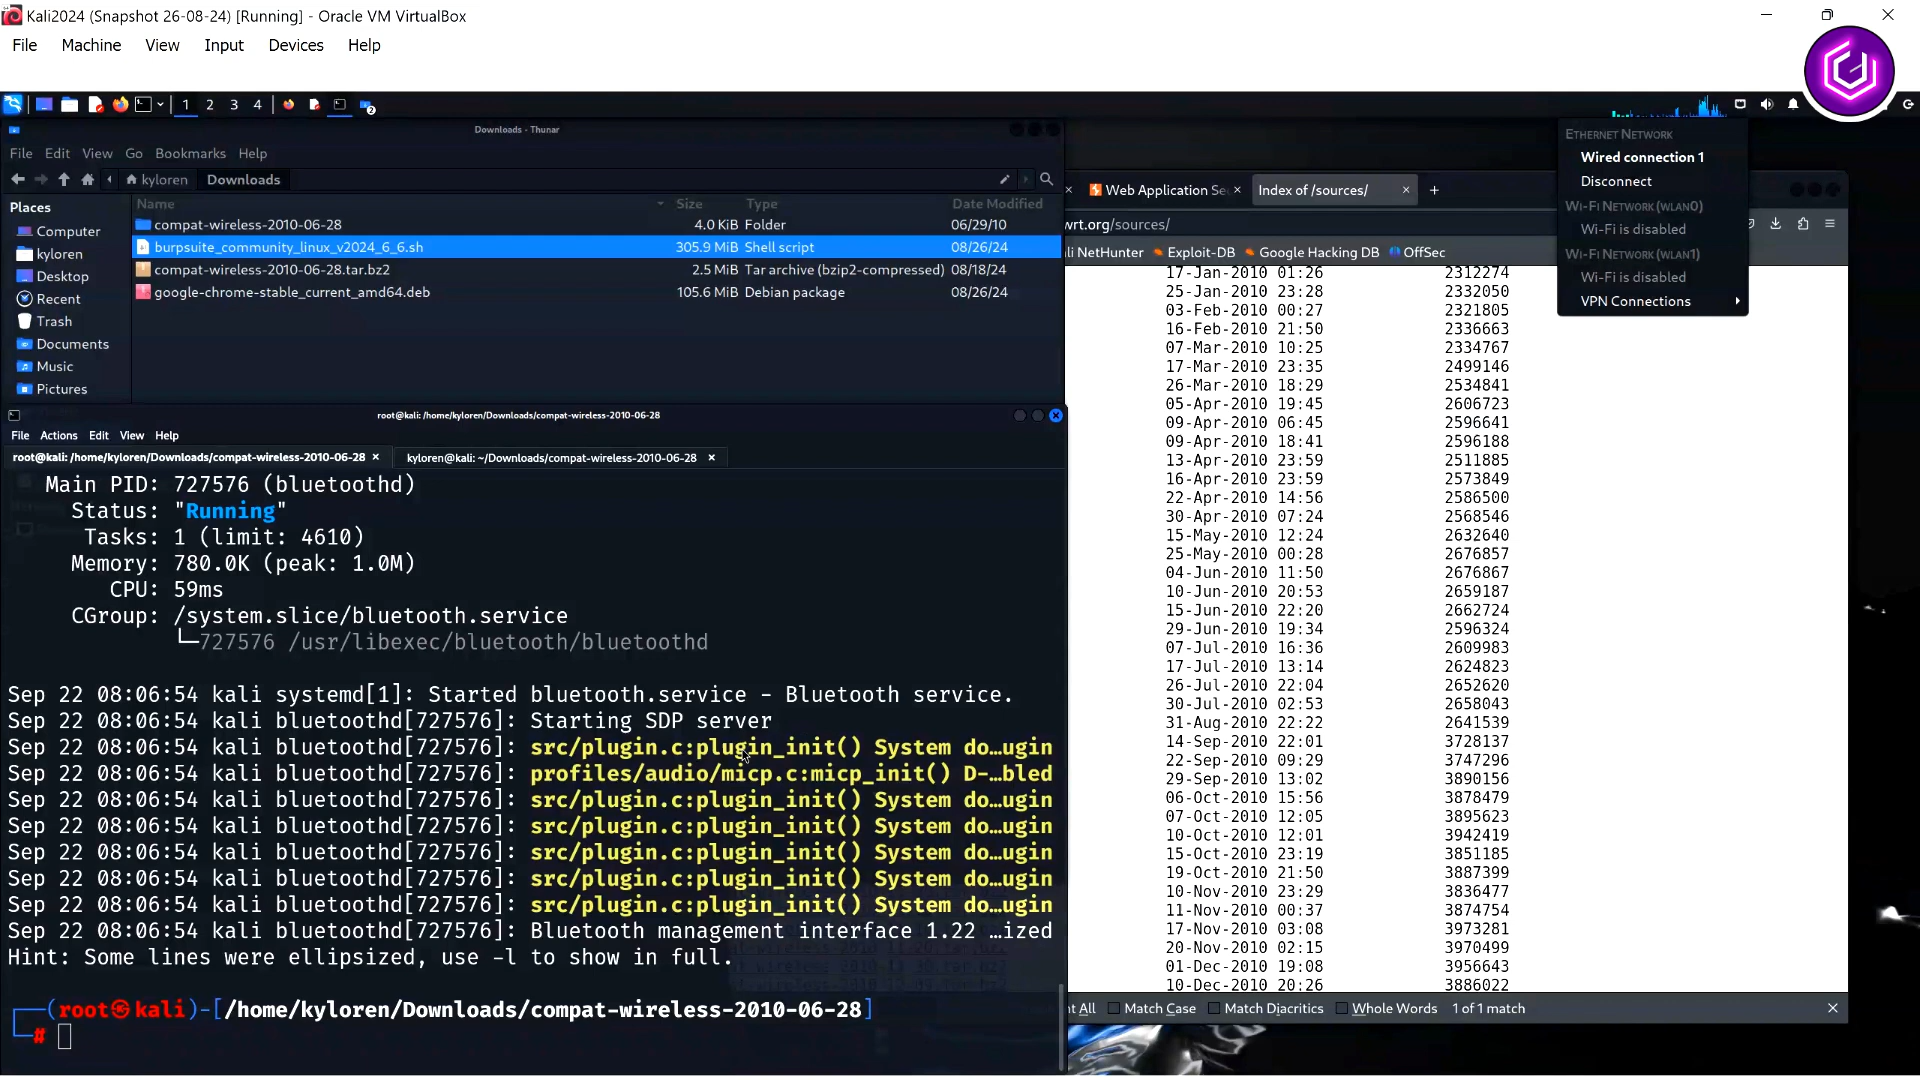 Kali2024 (Snapshot 26-08-24) [Running] - Oracle VM VirtualBox
File Machine View Input Devices Help
1 2 3 4
2
Downloads - Thunar
File Edit View Go Bookmarks Help
kyloren Downloads
Places
Computer
kyloren
Desktop
Recent
Trash
Documents
Music
Pictures
Name Size Type Date Modified
compat-wireless-2010-06-28 4.0 KiB Folder 06/29/10
burpsuite_community_linux_v2024_6_6.sh 305.9 MiB Shell script 08/26/24
compat-wireless-2010-06-28.tar.bz2 2.5 MiB Tar archive (bzip2-compressed) 08/18/24
google-chrome-stable_current_amd64.deb 105.6 MiB Debian package 08/26/24
root@kali: /home/kyloren/Downloads/compat-wireless-2010-06-28
File Actions Edit View Help
root@kali: /home/kyloren/Downloads/compat-wireless-2010-06-28 × kyloren@kali: ~/Downloads/compat-wireless-2010-06-28 ×
Main PID: 727576 (bluetoothd)
Status: "Running"
Tasks: 1 (limit: 4610)
Memory: 780.0K (peak: 1.0M)
CPU: 59ms
CGroup: /system.slice/bluetooth.service
└─727576 /usr/libexec/bluetooth/bluetoothd
Sep 22 08:06:54 kali systemd[1]: Started bluetooth.service - Bluetooth service.
Sep 22 08:06:54 kali bluetoothd[727576]: Starting SDP server
Sep 22 08:06:54 kali bluetoothd[727576]: src/plugin.c:plugin_init() System do…ugin
Sep 22 08:06:54 kali bluetoothd[727576]: profiles/audio/micp.c:micp_init() D-…bled
Sep 22 08:06:54 kali bluetoothd[727576]: src/plugin.c:plugin_init() System do…ugin
Sep 22 08:06:54 kali bluetoothd[727576]: src/plugin.c:plugin_init() System do…ugin
Sep 22 08:06:54 kali bluetoothd[727576]: src/plugin.c:plugin_init() System do…ugin
Sep 22 08:06:54 kali bluetoothd[727576]: src/plugin.c:plugin_init() System do…ugin
Sep 22 08:06:54 kali bluetoothd[727576]: src/plugin.c:plugin_init() System do…ugin
Sep 22 08:06:54 kali bluetoothd[727576]: Bluetooth management interface 1.22 …ized
Hint: Some lines were ellipsized, use -l to show in full.
┌──(root㉿kali)-[/home/kyloren/Downloads/compat-wireless-2010-06-28]
└─#
Web Application Se × Index of /sources/ × +
wrt.org/sources/
ali NetHunter Exploit-DB Google Hacking DB OffSec
17-Jan-2010 01:26 2312274
25-Jan-2010 23:28 2332050
03-Feb-2010 00:27 2321805
16-Feb-2010 21:50 2336663
07-Mar-2010 10:25 2334767
17-Mar-2010 23:35 2499146
26-Mar-2010 18:29 2534841
05-Apr-2010 19:45 2606723
09-Apr-2010 06:45 2596641
09-Apr-2010 18:41 2596188
13-Apr-2010 23:59 2511885
16-Apr-2010 23:59 2573849
22-Apr-2010 14:56 2586500
30-Apr-2010 07:24 2568546
15-May-2010 12:24 2632640
25-May-2010 00:28 2676857
04-Jun-2010 11:50 2676867
10-Jun-2010 20:53 2659187
15-Jun-2010 22:20 2662724
29-Jun-2010 19:34 2596324
07-Jul-2010 16:36 2609983
17-Jul-2010 13:14 2624823
26-Jul-2010 22:04 2652620
30-Jul-2010 02:53 2658043
31-Aug-2010 22:22 2641539
14-Sep-2010 22:01 3728137
22-Sep-2010 09:29 3747296
29-Sep-2010 13:02 3890156
06-Oct-2010 15:56 3878479
07-Oct-2010 12:05 3895623
10-Oct-2010 12:01 3942419
15-Oct-2010 23:19 3851185
19-Oct-2010 21:50 3887399
10-Nov-2010 23:29 3836477
11-Nov-2010 00:37 3874754
17-Nov-2010 03:08 3973281
20-Nov-2010 02:15 3970499
01-Dec-2010 19:08 3956643
10-Dec-2010 20:26 3886022
ht All Match Case Match Diacritics Whole Words 1 of 1 match
Ethernet Network
Wired connection 1
Disconnect
Wi-Fi Network (wlan0)
Wi-Fi is disabled
Wi-Fi Network (wlan1)
Wi-Fi is disabled
VPN Connections